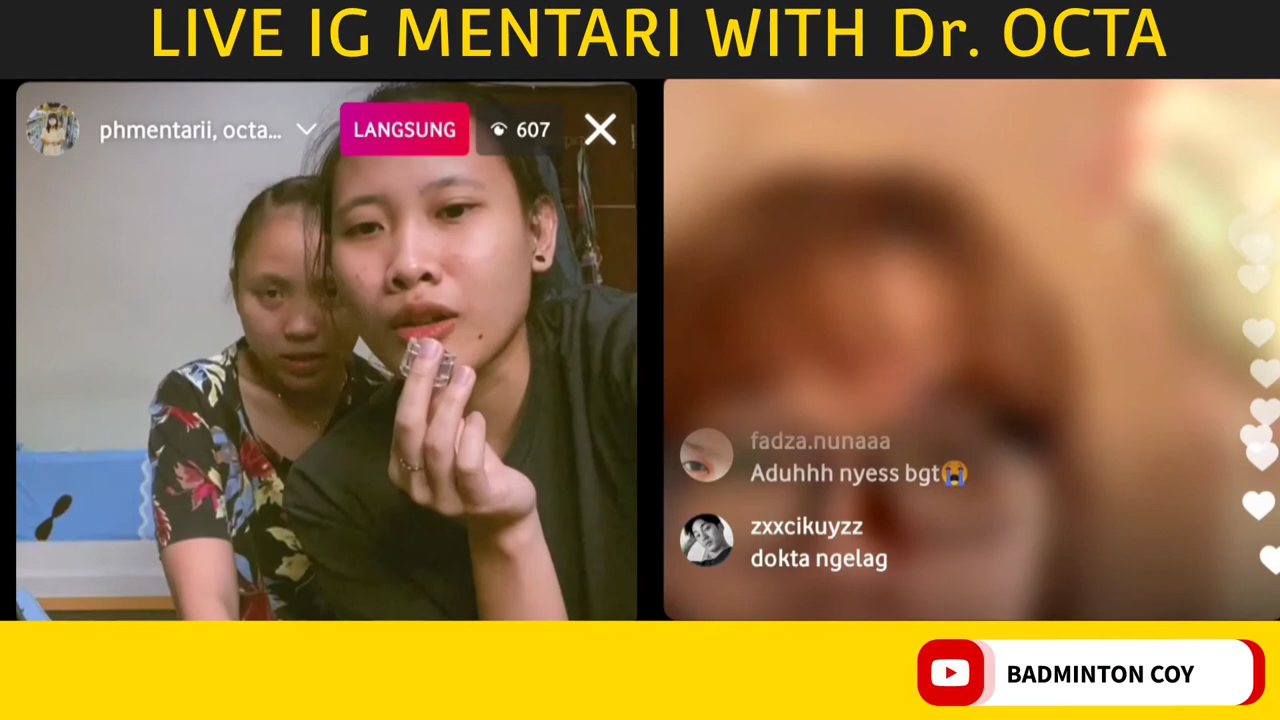 LIVE IG MENTARI WITH Dr. OCTA
phmentarii, octa...
LANGSUNG
607
fadza.nunaaa
Aduhhh nyess bgt😭
zxxcikuyzz
dokta ngelag
BADMINTON COY